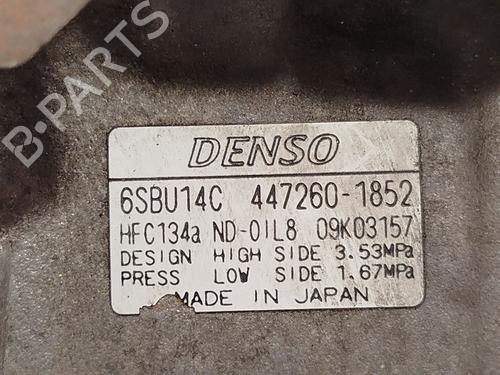 B-PARTS
DENSO
6SBU14C 447260-1852
HFC134a ND-OIL8 09K03157
DESIGN HIGH SIDE 3.53MPa
PRESS LOW SIDE 1.67MPa
MADE IN JAPAN